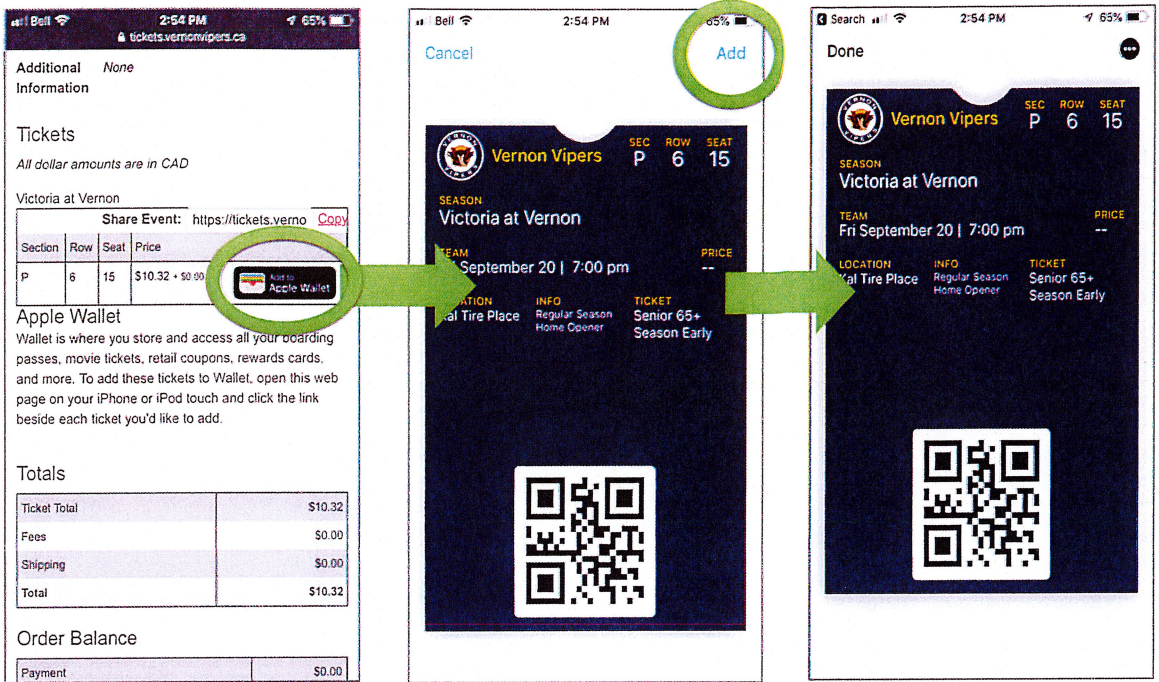 Bell
2:54 PM
65%
tickets.vernonvipers.ca
Additional None
Information
Tickets
All dollar amounts are in CAD
Victoria at Vernon
Share Event: https://tickets.verno Copy
Section Row Seat Price
P 6 15 $10.32 + $0.00
Add to
Apple Wallet
Apple Wallet
Wallet is where you store and access all your boarding
passes, movie tickets, retail coupons, rewards cards,
and more. To add these tickets to Wallet, open this web
page on your iPhone or iPod touch and click the link
beside each ticket you'd like to add.
Totals
Ticket Total $10.32
Fees $0.00
Shipping $0.00
Total $10.32
Order Balance
Payment $0.00
Bell
2:54 PM
65%
Cancel
Add
VERNON
VIPERS
Vernon Vipers
SEC ROW SEAT
P 6 15
SEASON
Victoria at Vernon
PRICE
September 20 | 7:00 pm --
INFO TICKET
Tire Place Regular Season Senior 65+
Home Opener Season Early
Search
2:54 PM
65%
Done
VERNON
VIPERS
Vernon Vipers
SEC ROW SEAT
P 6 15
SEASON
Victoria at Vernon
TEAM PRICE
Fri September 20 | 7:00 pm --
LOCATION INFO TICKET
Kal Tire Place Regular Season Senior 65+
Home Opener Season Early